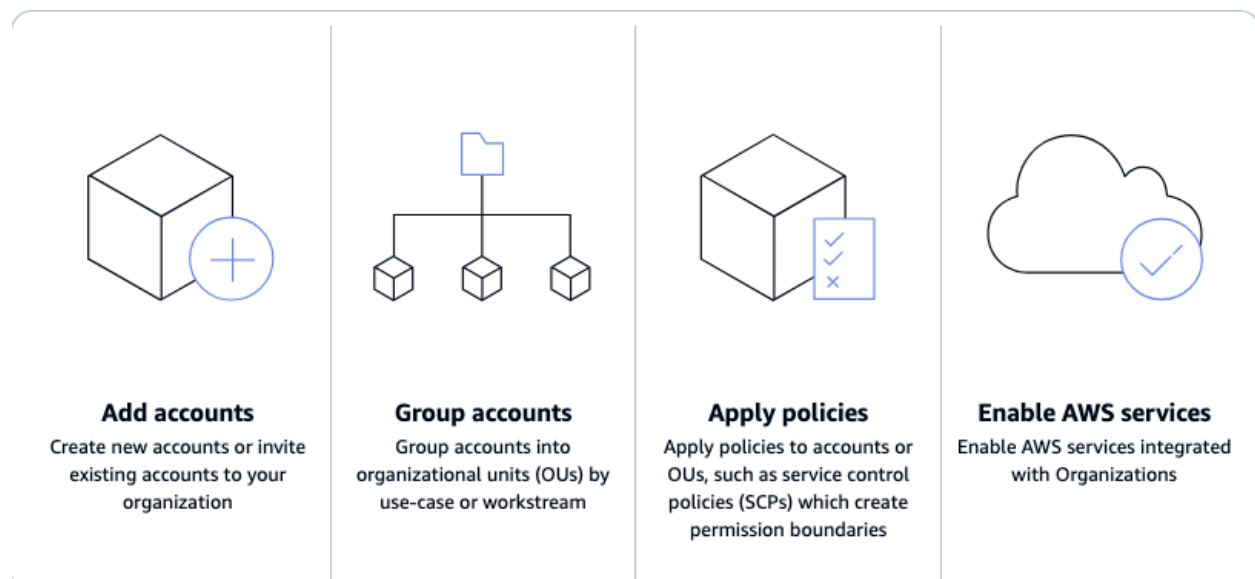 Add accounts
Create new accounts or invite
existing accounts to your
organization
Group accounts
Group accounts into
organizational units (OUs) by
use-case or workstream
Apply policies
Apply policies to accounts or
OUs, such as service control
policies (SCPs) which create
permission boundaries
Enable AWS services
Enable AWS services integrated
with Organizations